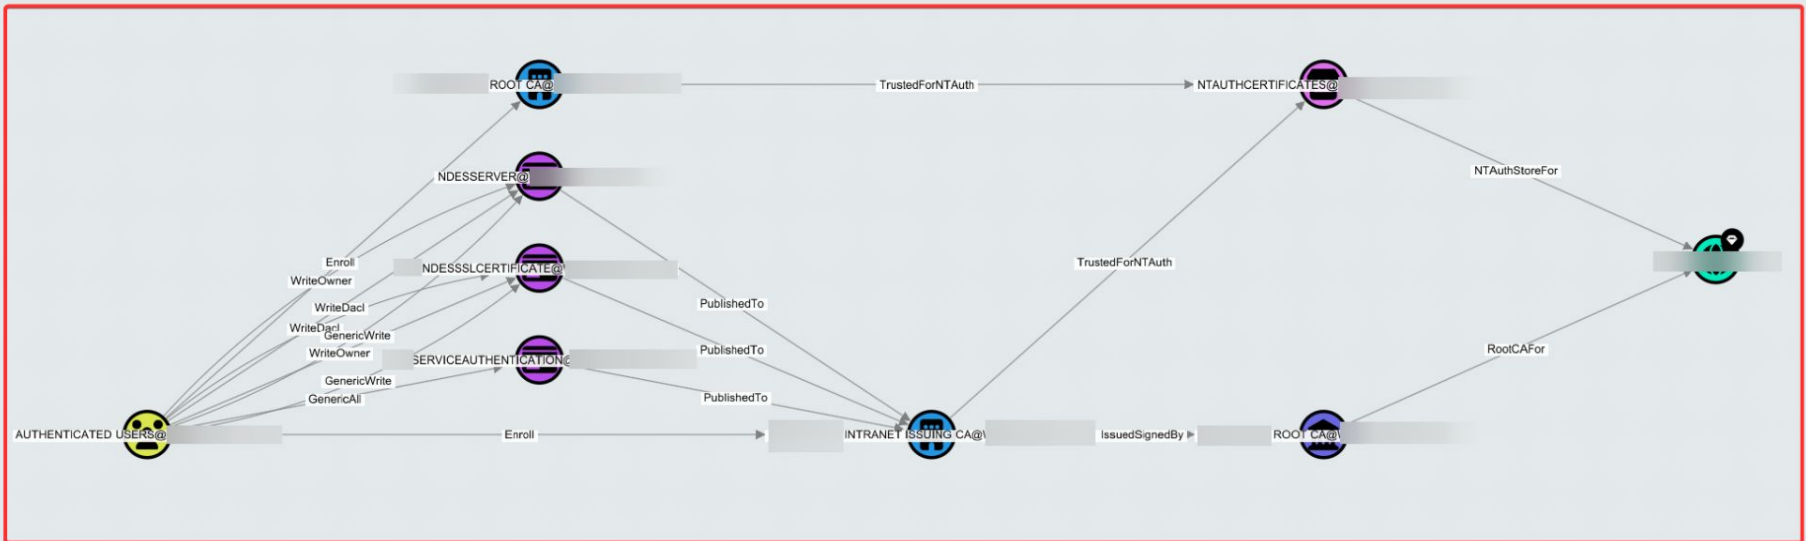 ROOT CA@
TrustedForNTAuth
NTAUTHCERTIFICATES@
NTAuthStoreFor
NDESSERVER@
Enroll
TrustedForNTAuth
NDESSSLCERTIFICATE@
WriteOwner
PublishedTo
WriteDacl
WriteDacl
GenericWrite
PublishedTo
RootCAFor
WriteOwner
SERVICEAUTHENTICATION@
GenericWrite
PublishedTo
GenericAll
AUTHENTICATED USERS@
Enroll
INTRANET ISSUING CA@
IssuedSignedBy
ROOT CA@